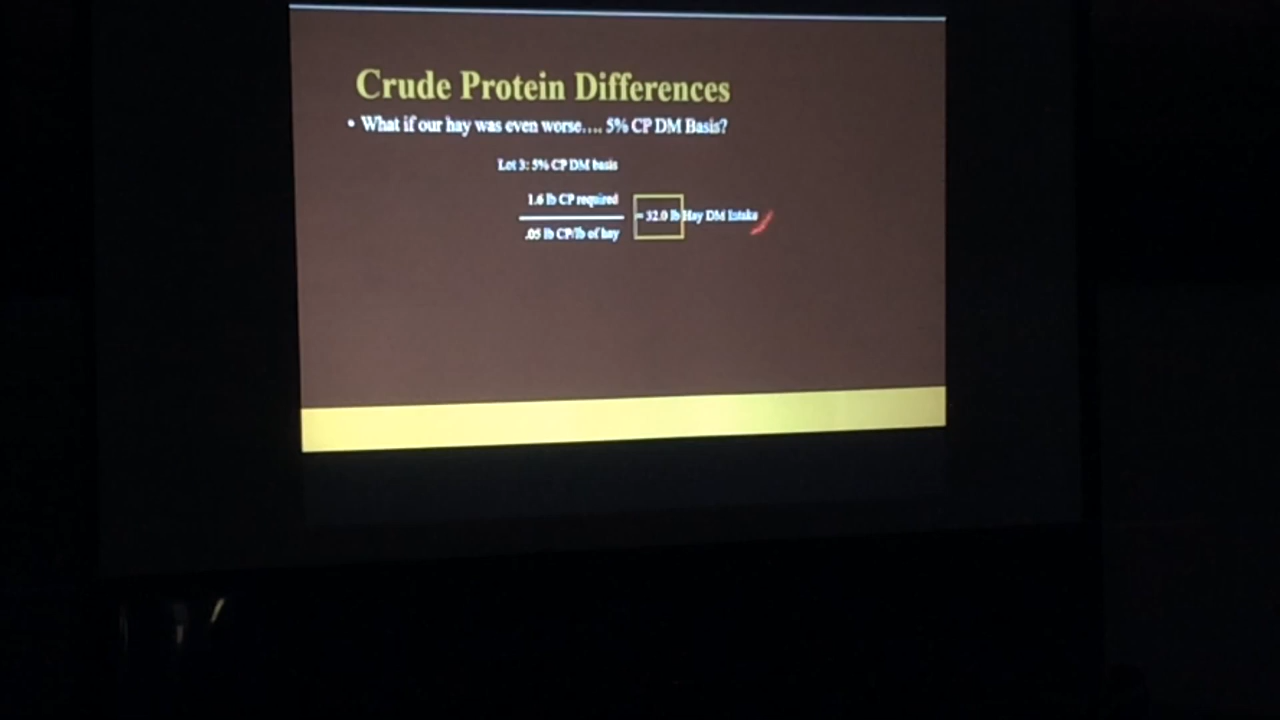 Crude Protein Differences
• What if our hay was even worse.... 5% CP DM Basis?
Lot 3: 5% CP DM basis
1.6 lb CP required
.05 lb CP/lb of hay
= 32.0 lb Hay DM Intake